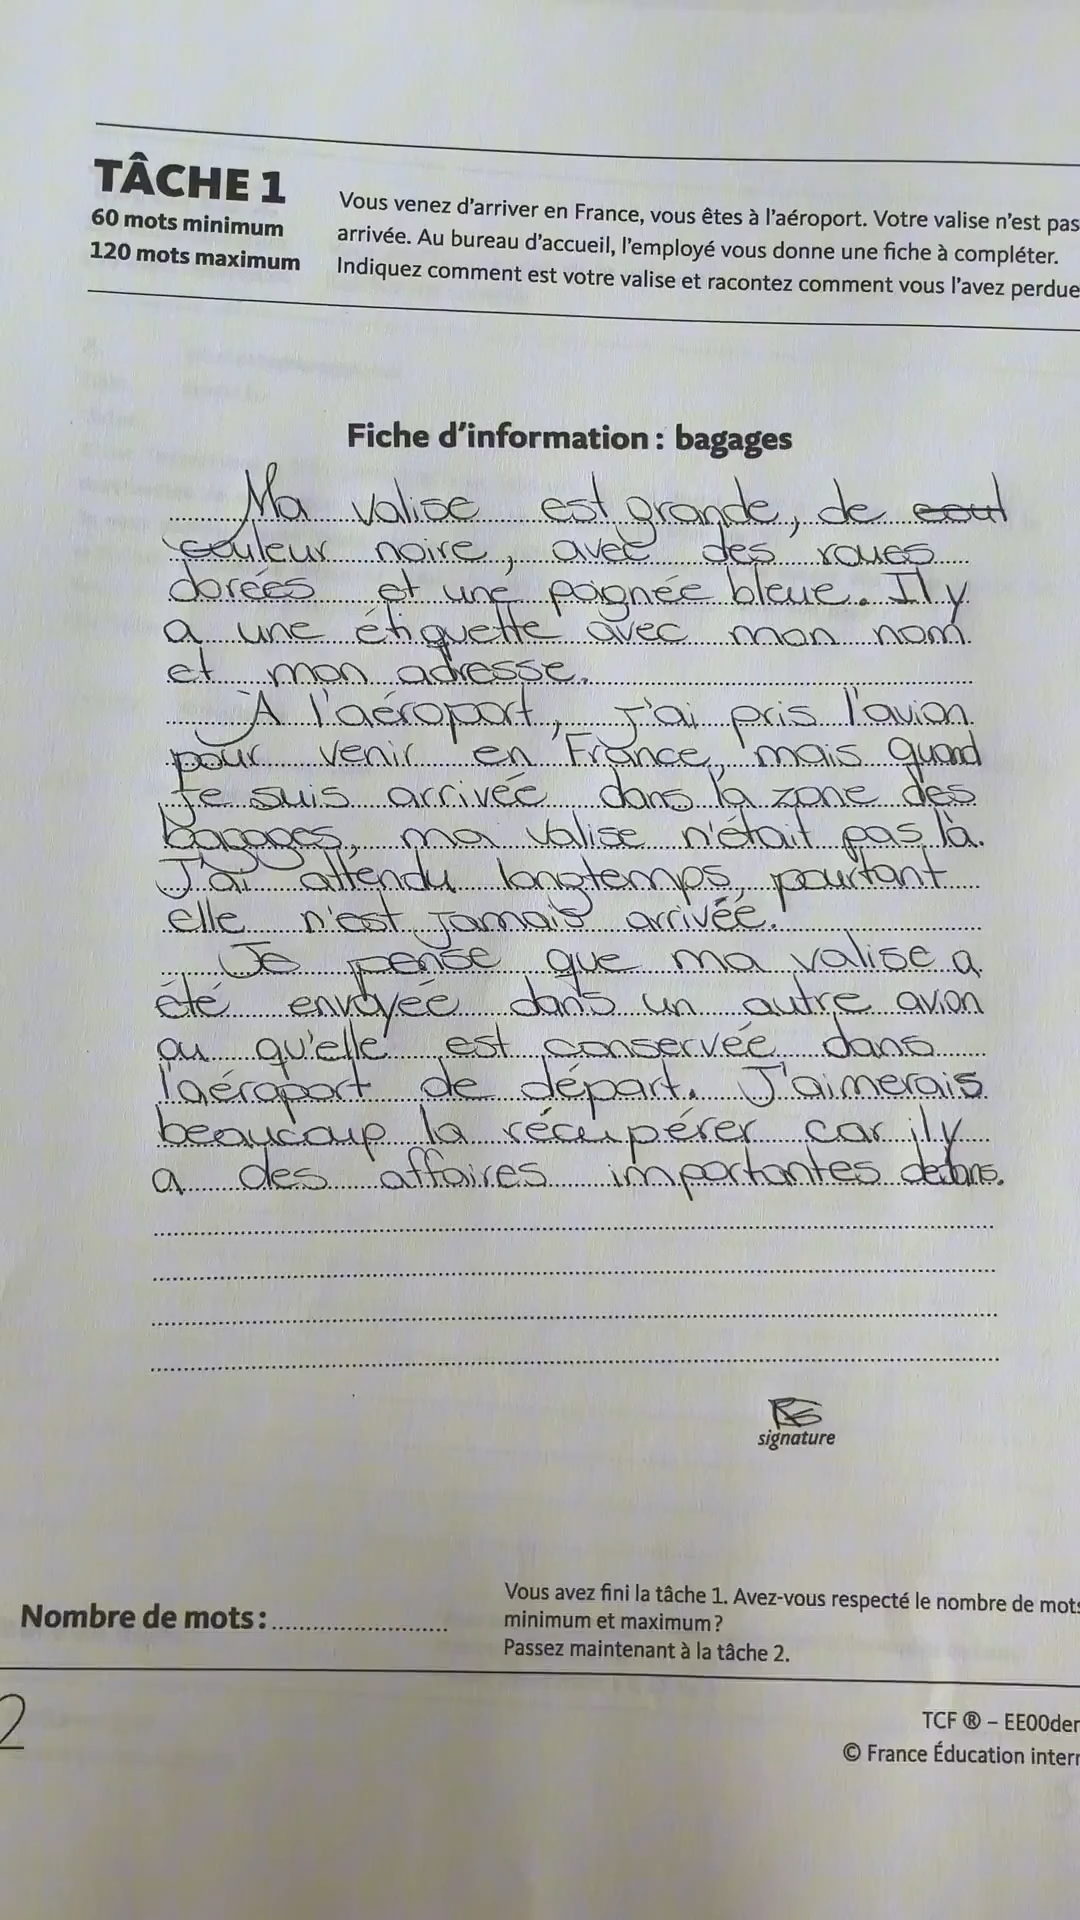 TÂCHE 1
60 mots minimum
120 mots maximum
Vous venez d'arriver en France, vous êtes à l'aéroport. Votre valise n'est pas
arrivée. Au bureau d'accueil, l'employé vous donne une fiche à compléter.
Indiquez comment est votre valise et racontez comment vous l'avez perdue
Fiche d'information : bagages
Ma valise est grande, de coul
couleur noire, avec des roues
dorées et une poignée bleue. Il y
a une étiquette avec mon nom
et mon adresse.
À l'aéroport, j'ai pris l'avion
pour venir en France, mais quand
je suis arrivée dans la zone des
bagages, ma valise n'était pas là.
J'ai attendu longtemps, pourtant
elle n'est jamais arrivée.
Je pense que ma valise a
été envoyée dans un autre avion
ou qu'elle est conservée dans
l'aéroport de départ. J'aimerais
beaucoup la récupérer car il y
a des affaires importantes dedans.
signature
Nombre de mots :
Vous avez fini la tâche 1. Avez-vous respecté le nombre de mots
minimum et maximum ?
Passez maintenant à la tâche 2.
2
TCF ® – EE00der
© France Éducation intern